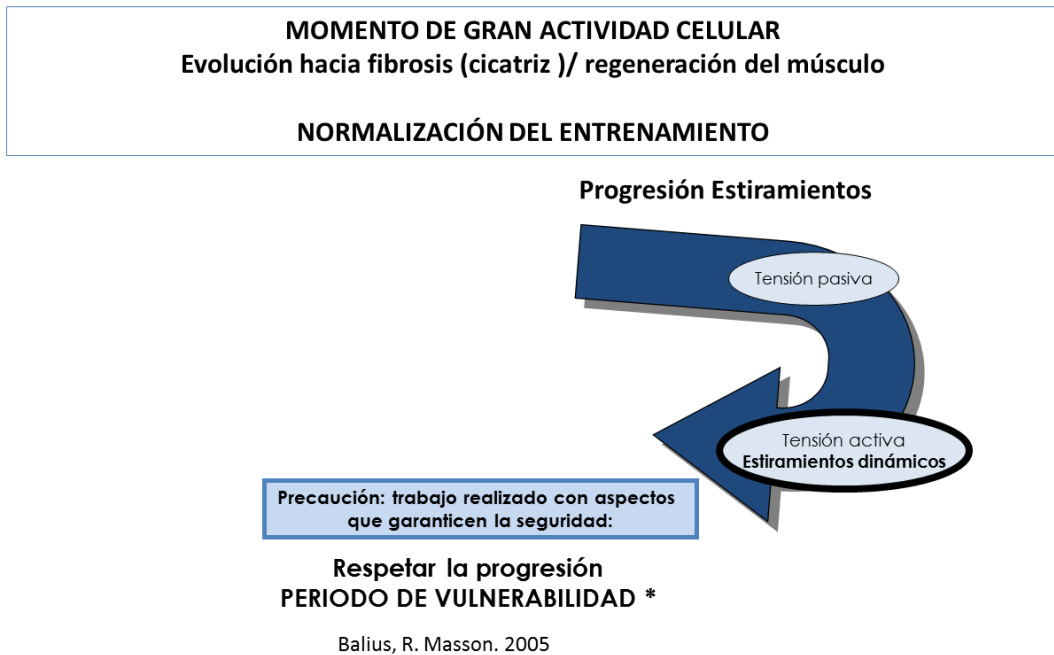 MOMENTO DE GRAN ACTIVIDAD CELULAR
Evolución hacia fibrosis (cicatriz )/ regeneración del músculo
NORMALIZACIÓN DEL ENTRENAMIENTO
Progresión Estiramientos
Tensión pasiva
Tensión activa
Estiramientos dinámicos
Precaución: trabajo realizado con aspectos
que garanticen la seguridad:
Respetar la progresión
PERIODO DE VULNERABILIDAD *
Balius, R. Masson. 2005